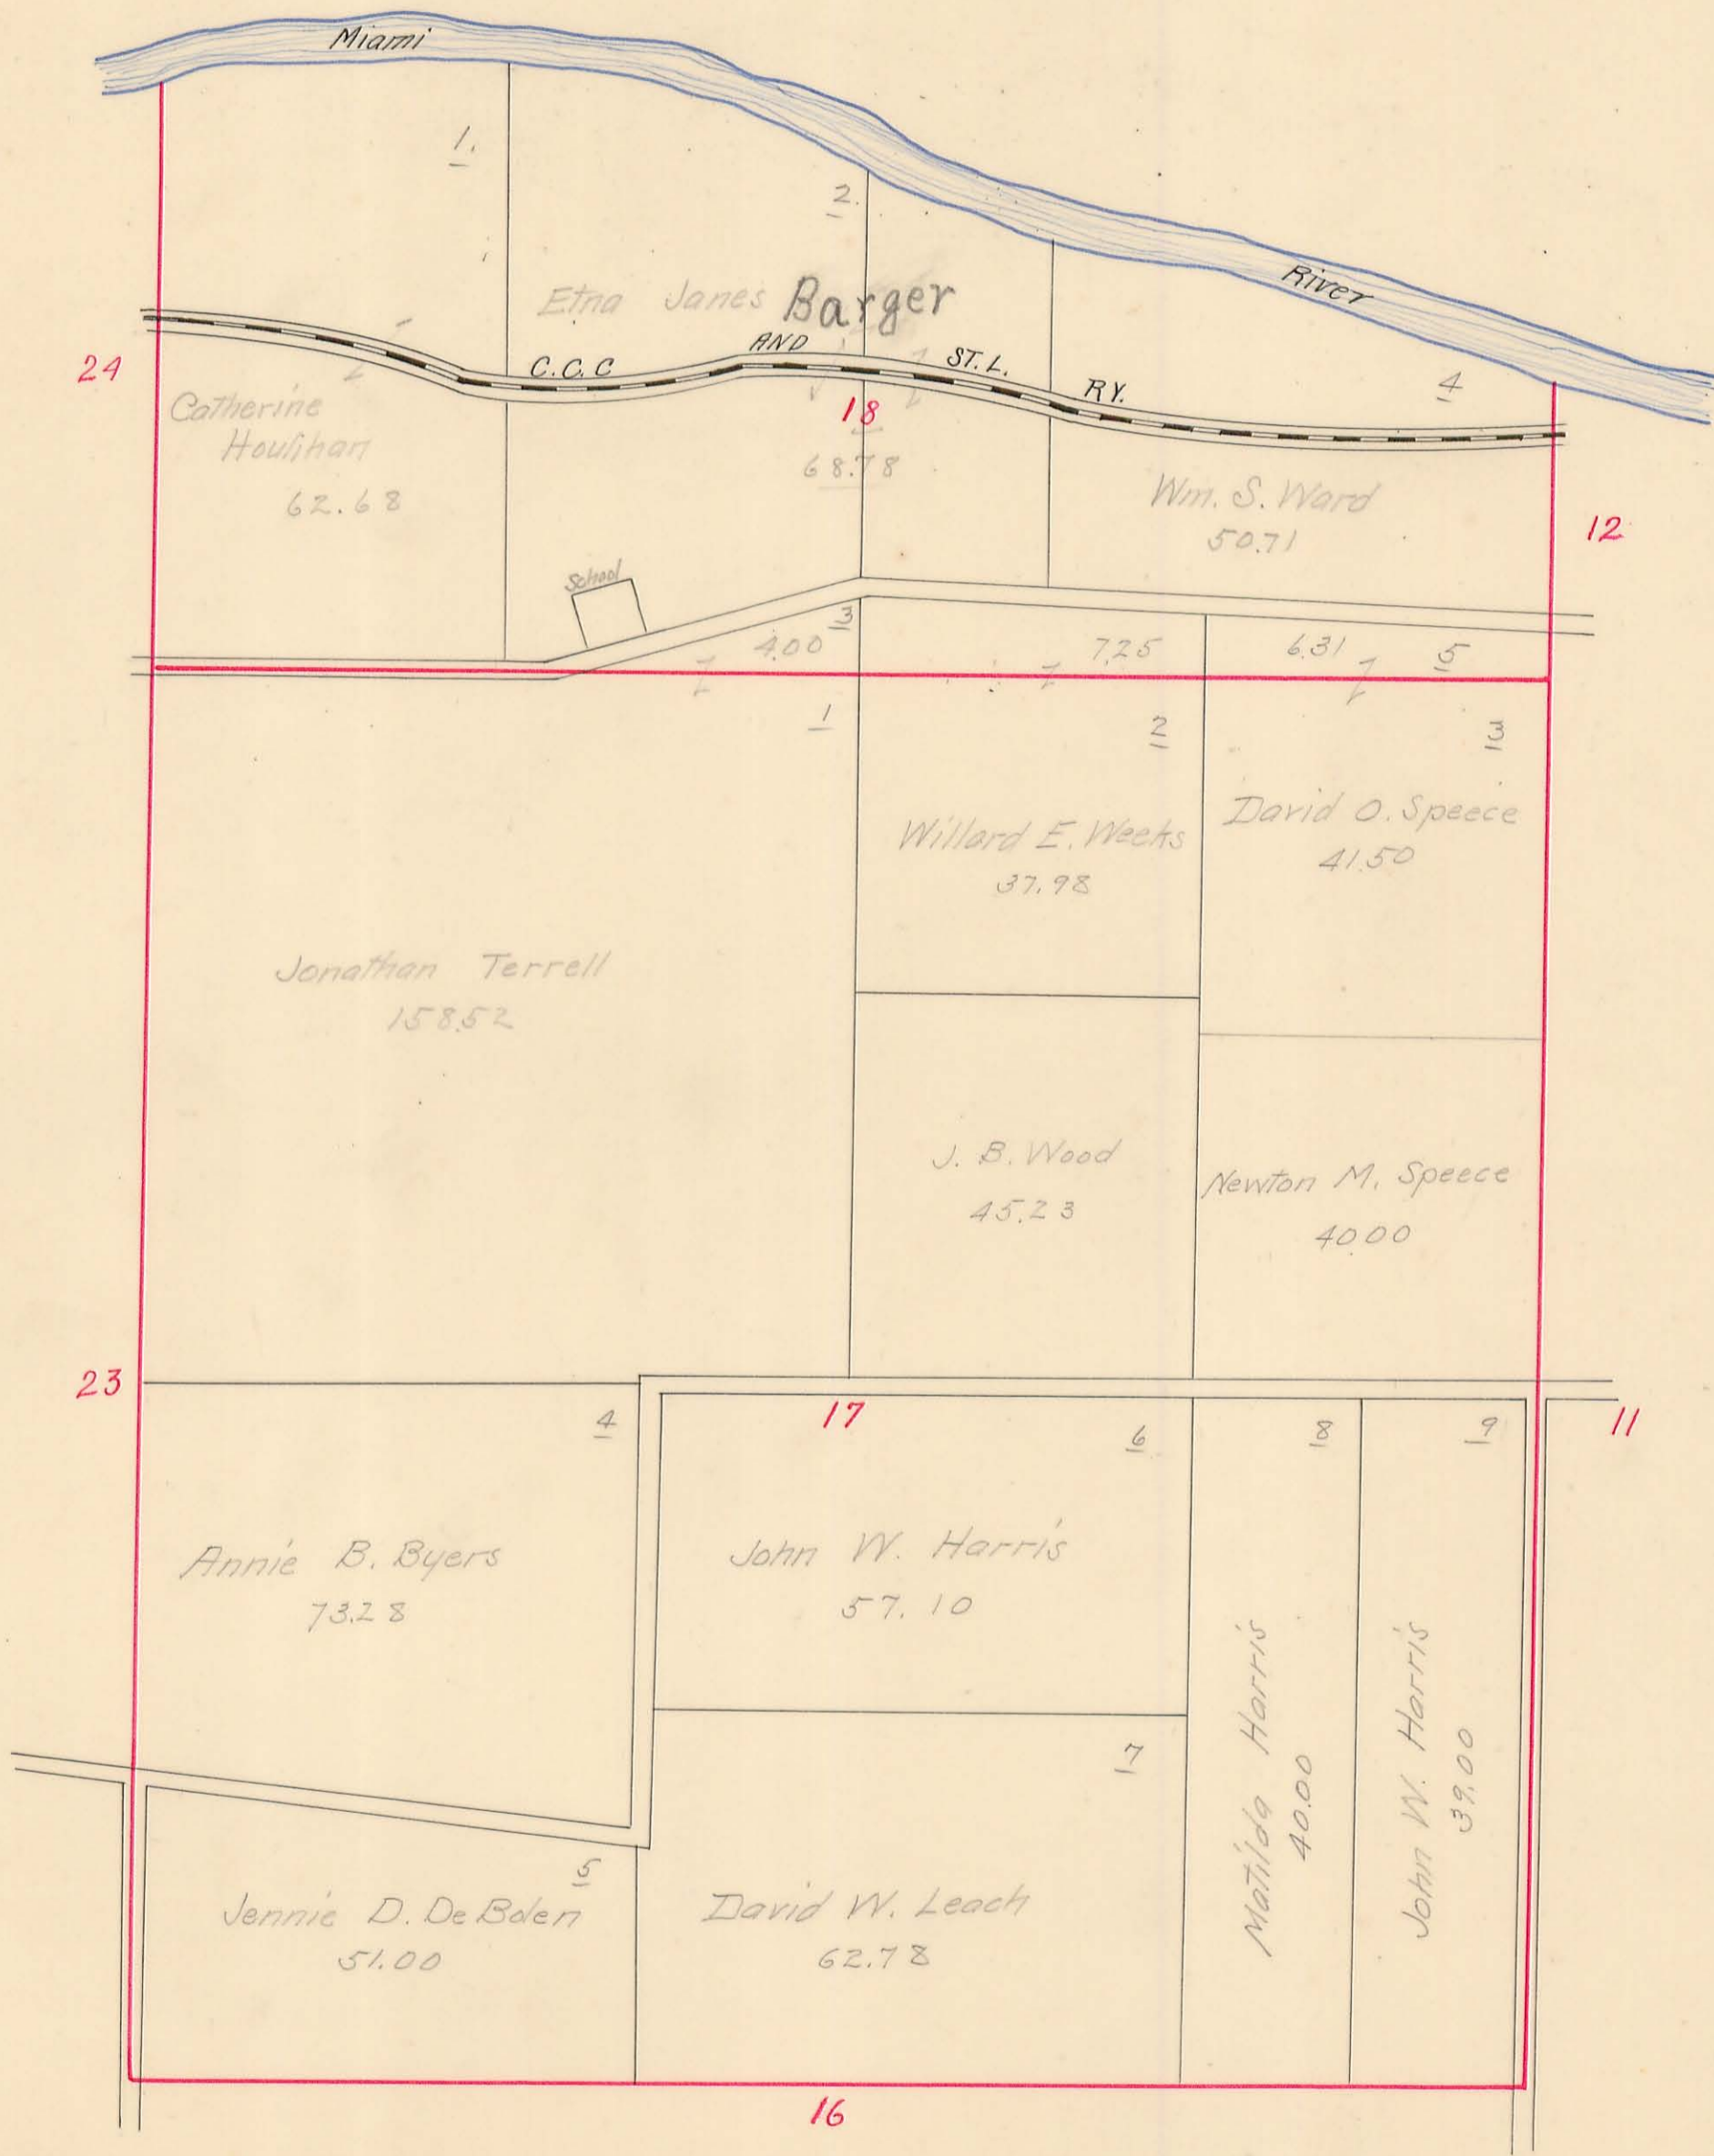 Miami
River
1.
2.
Etna Janes Barger
C.C.C AND ST.L. RY.
24
18
4
Catherine
Houlihan
62.68
68.78
Wm. S. Ward
50.71
12
School
3
4.00
7.25
6.31
5
1
2
3
Willard E. Weeks
37.98
David O. Speece
41.50
Jonathan Terrell
158.52
J. B. Wood
45.23
Newton M. Speece
40.00
23
17
11
4
6
8
9
Annie B. Byers
73.28
John W. Harris
57.10
Matilda Harris
40.00
John W. Harris
39.00
7
5
Jennie D. De Bolen
51.00
David W. Leach
62.78
16